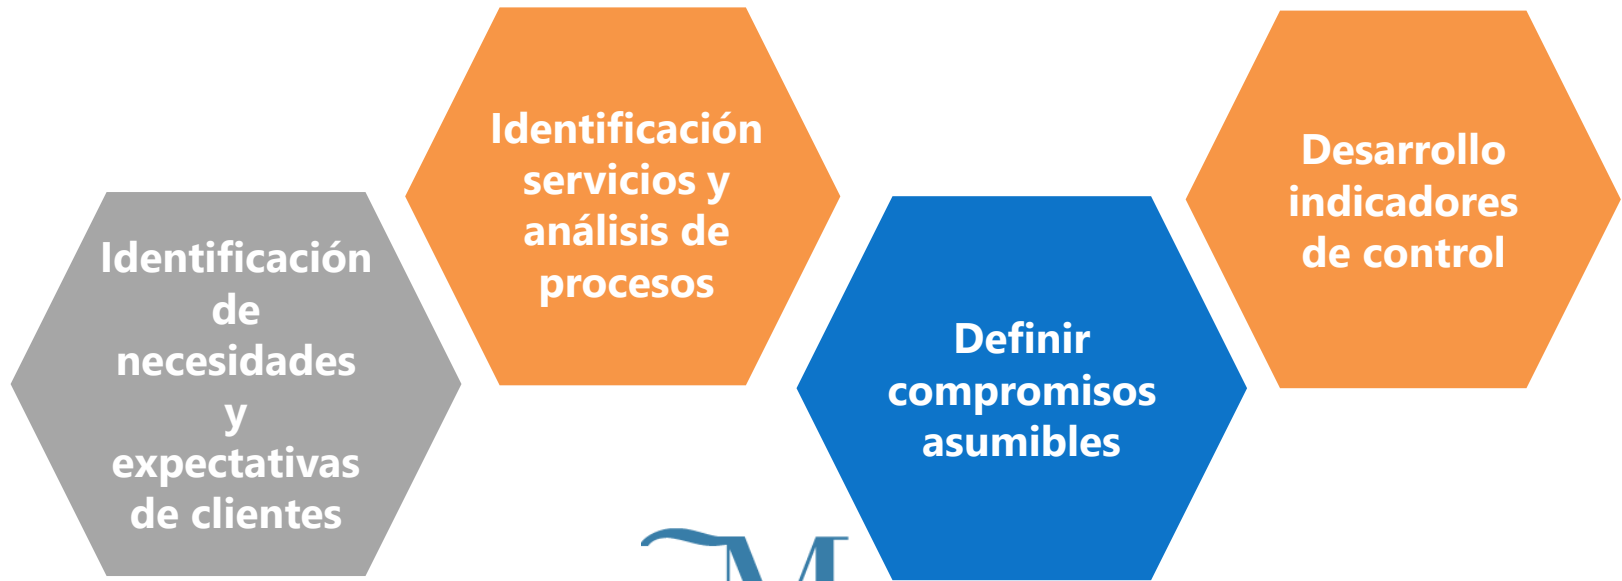 Identificación
de
necesidades
y
expectativas
de clientes
Identificación
servicios y
análisis de
procesos
Definir
compromisos
asumibles
Desarrollo
indicadores
de control
M